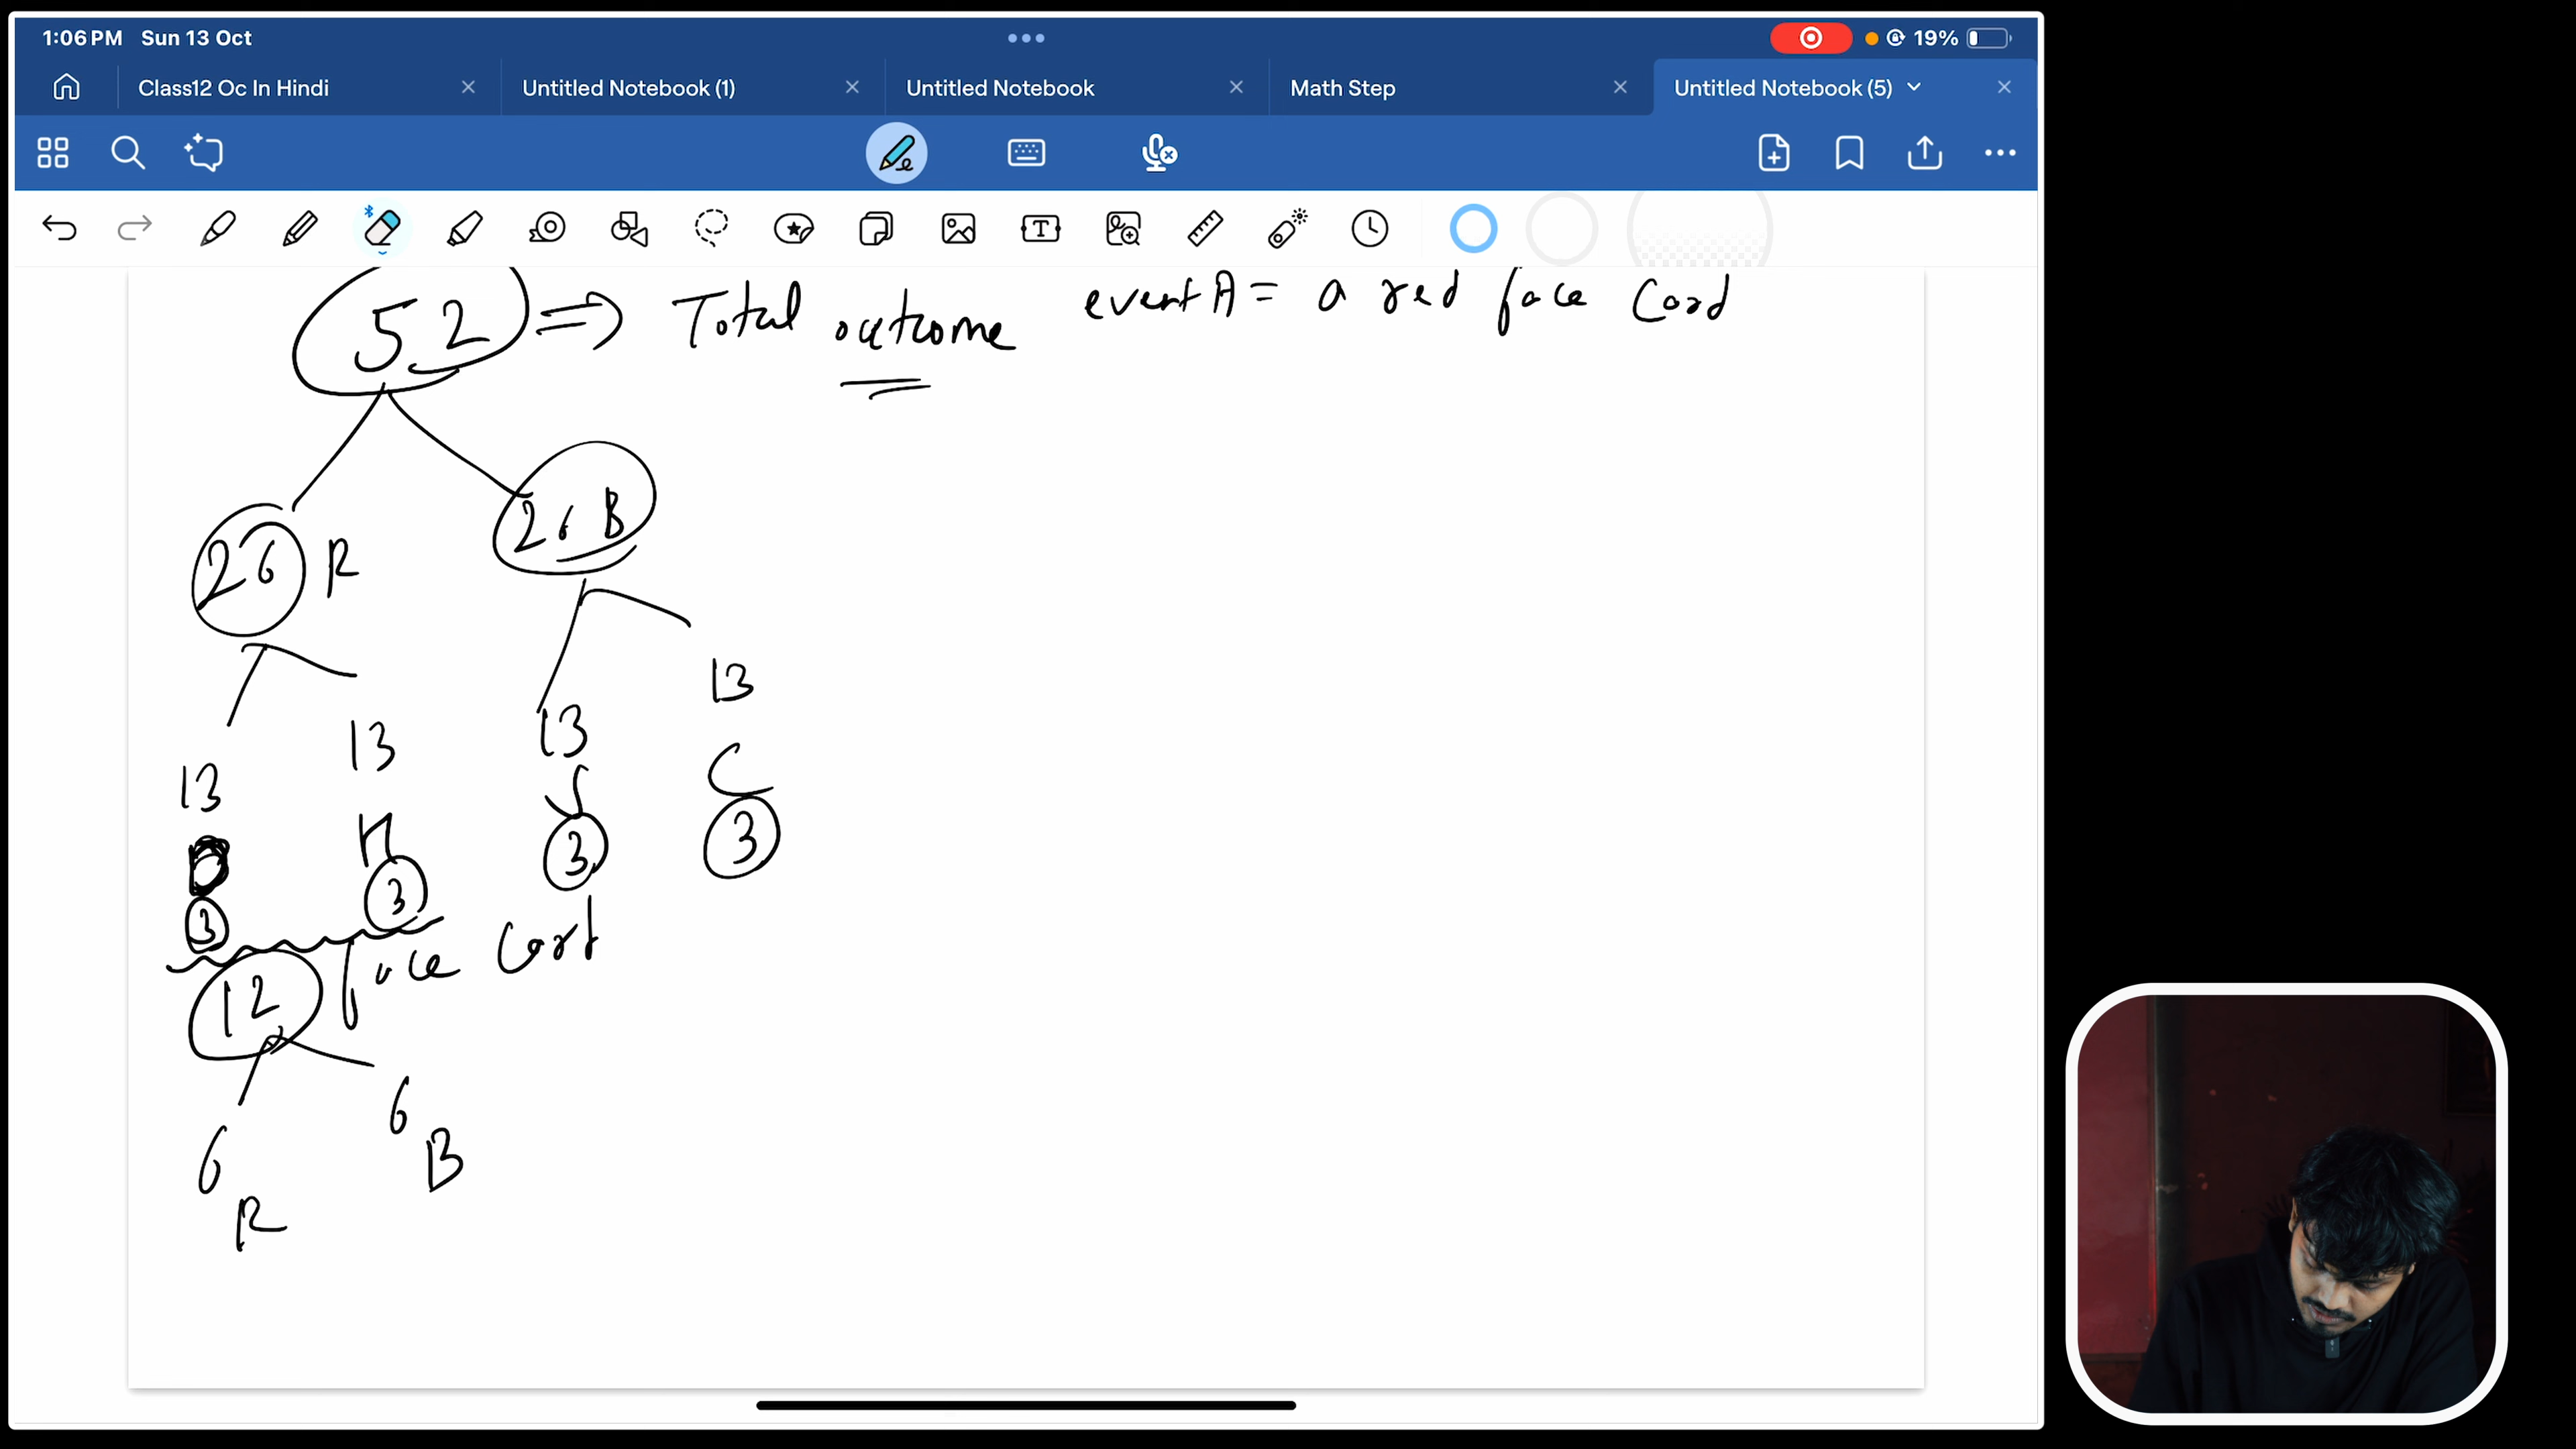 1:06 PM Sun 13 Oct
19%
Class12 Oc In Hindi
Untitled Notebook (1)
Untitled Notebook
Math Step
Untitled Notebook (5)
52 ⇒ Total outcome
event A = a red face Card
26 R
26 B
13
13
13
13
D
H
S
C
3
3
3
3
12 face Card
6 R
6 B